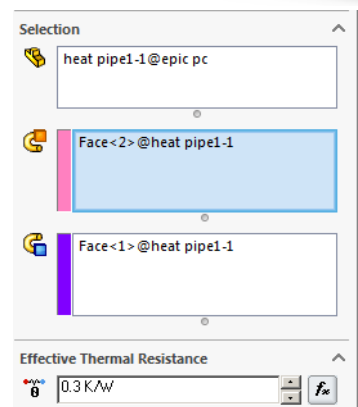 Selection
heat pipe1-1@epic pc
Face<2>@heat pipe1-1
Face<1>@heat pipe1-1
Effective Thermal Resistance
θ 0.3 K/W fx